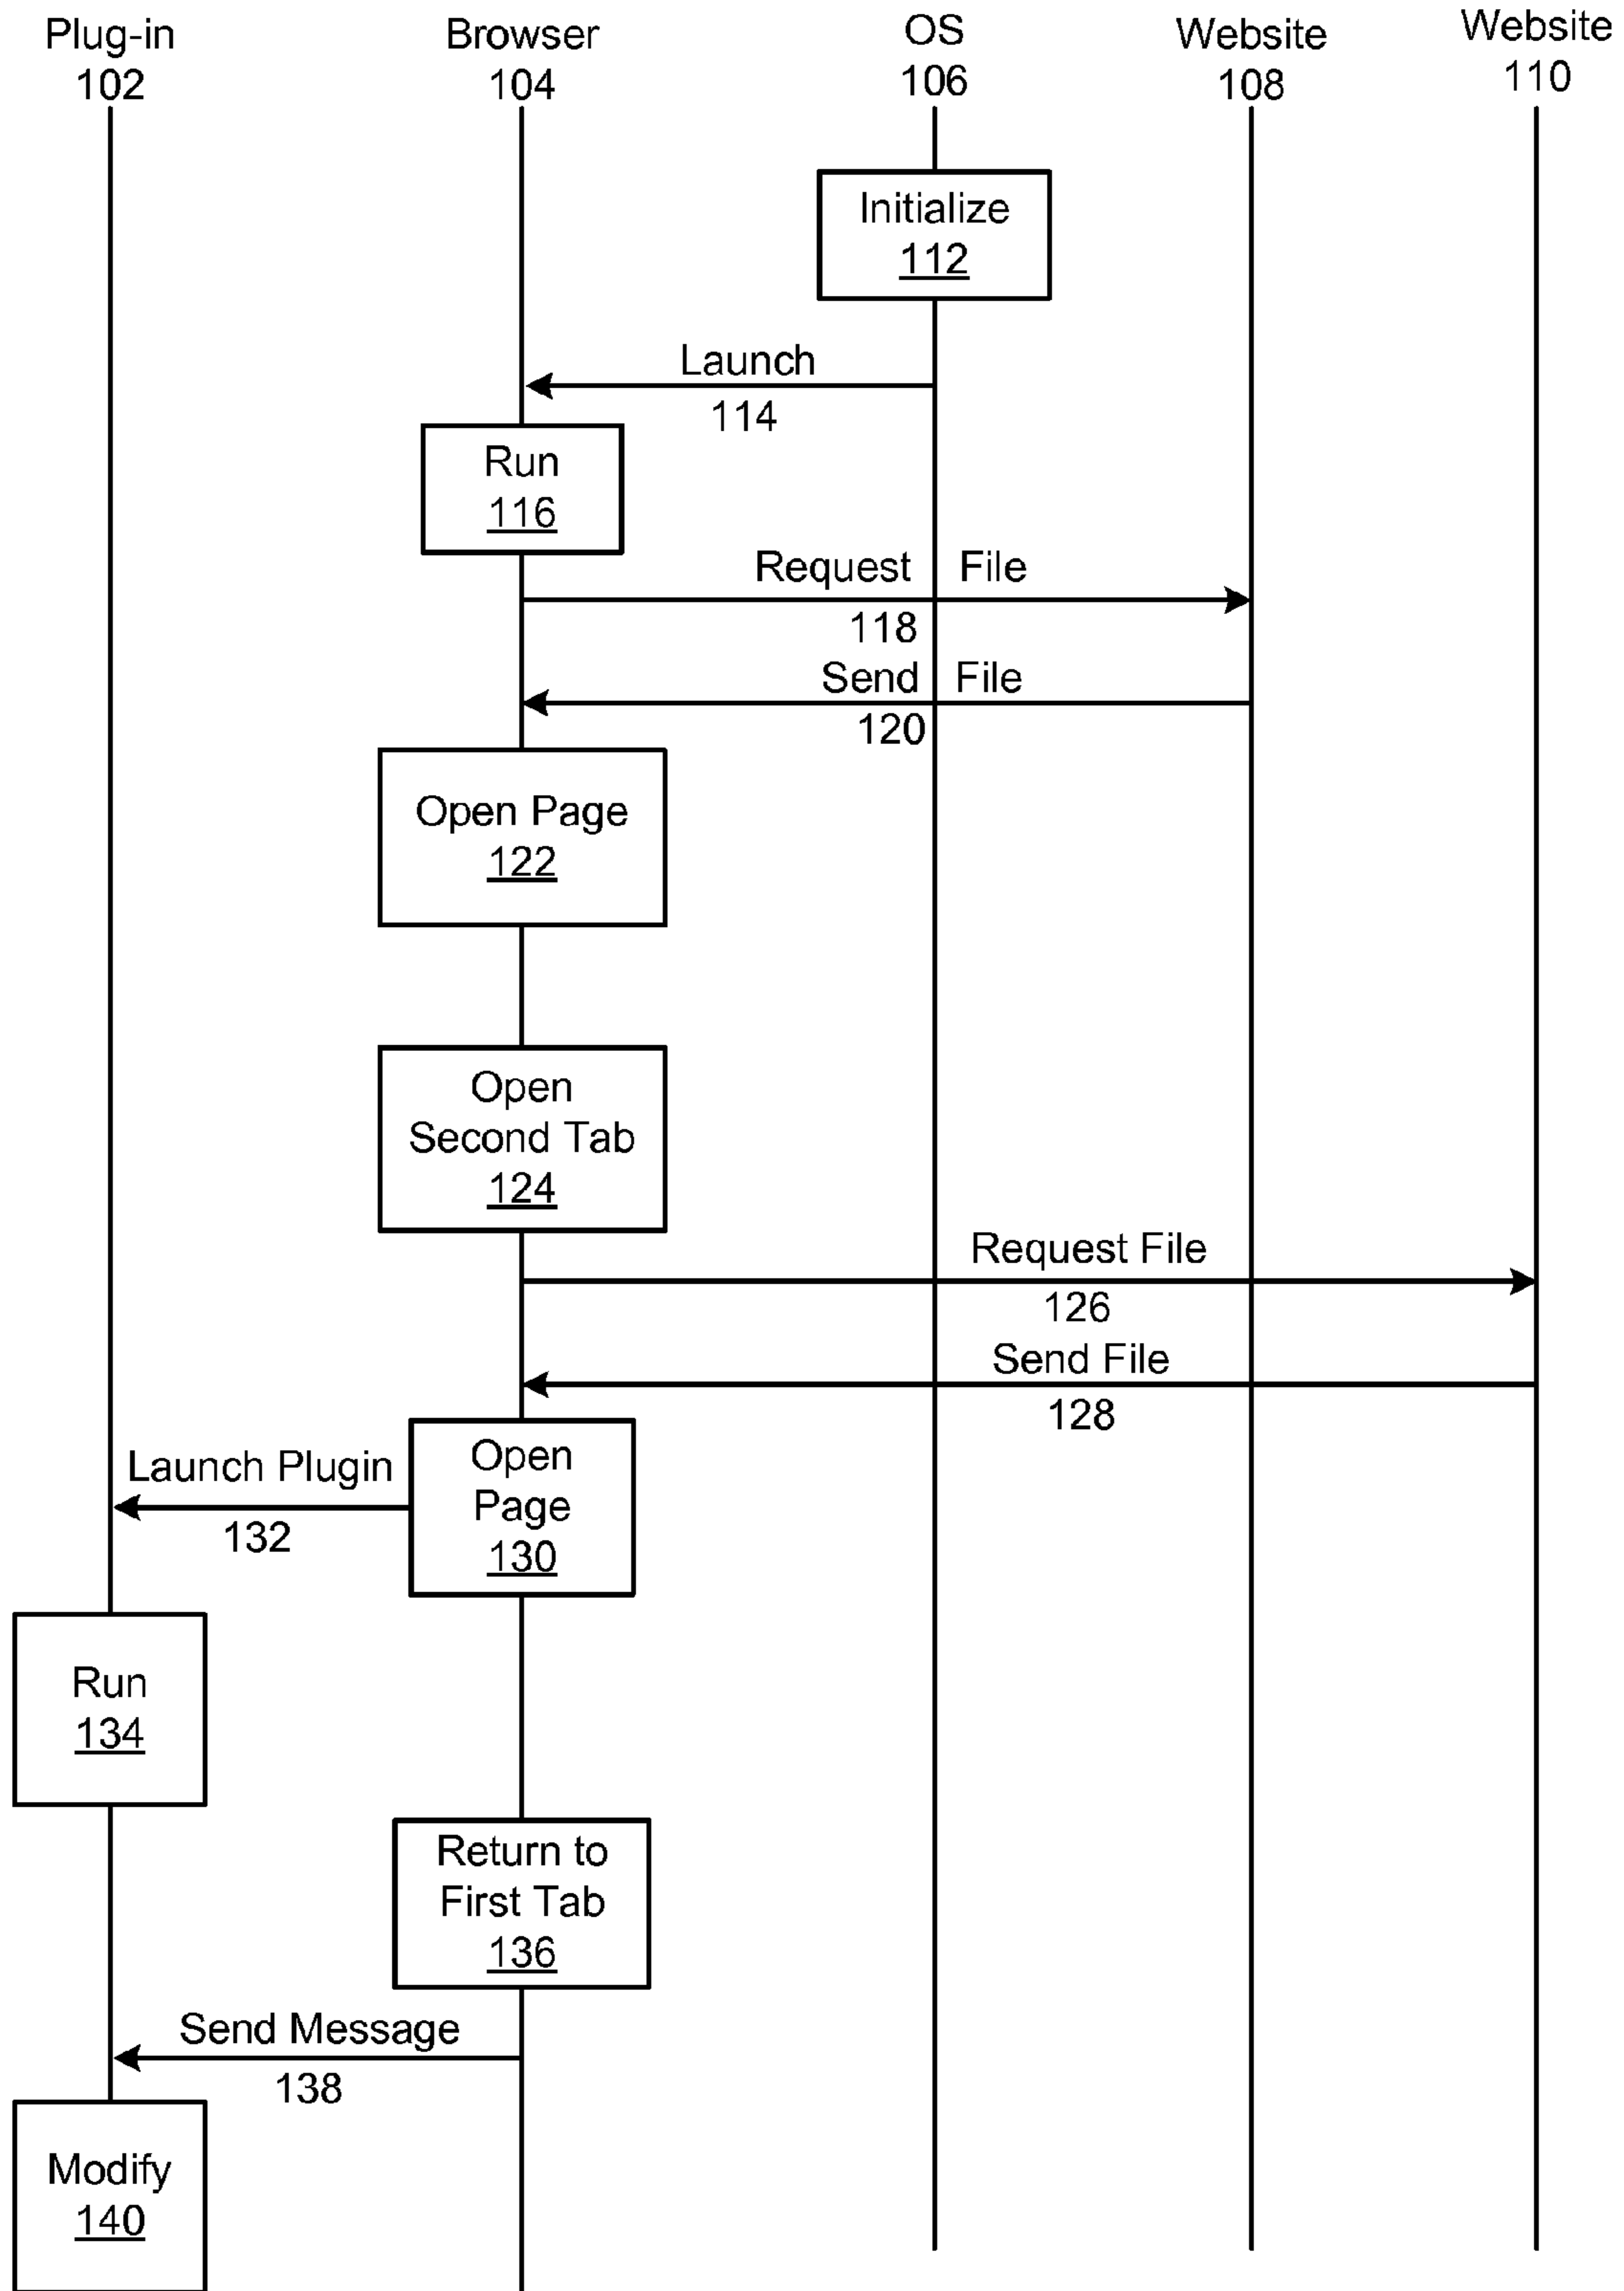 Plug-in
102
Browser
104
OS
106
Website
108
Website
110
Initialize
112
Launch
114
Run
116
Request File
118
Send File
120
Open Page
122
Open
Second Tab
124
Request File
126
Send File
128
Open
Page
130
Launch Plugin
132
Run
134
Return to
First Tab
136
Send Message
138
Modify
140